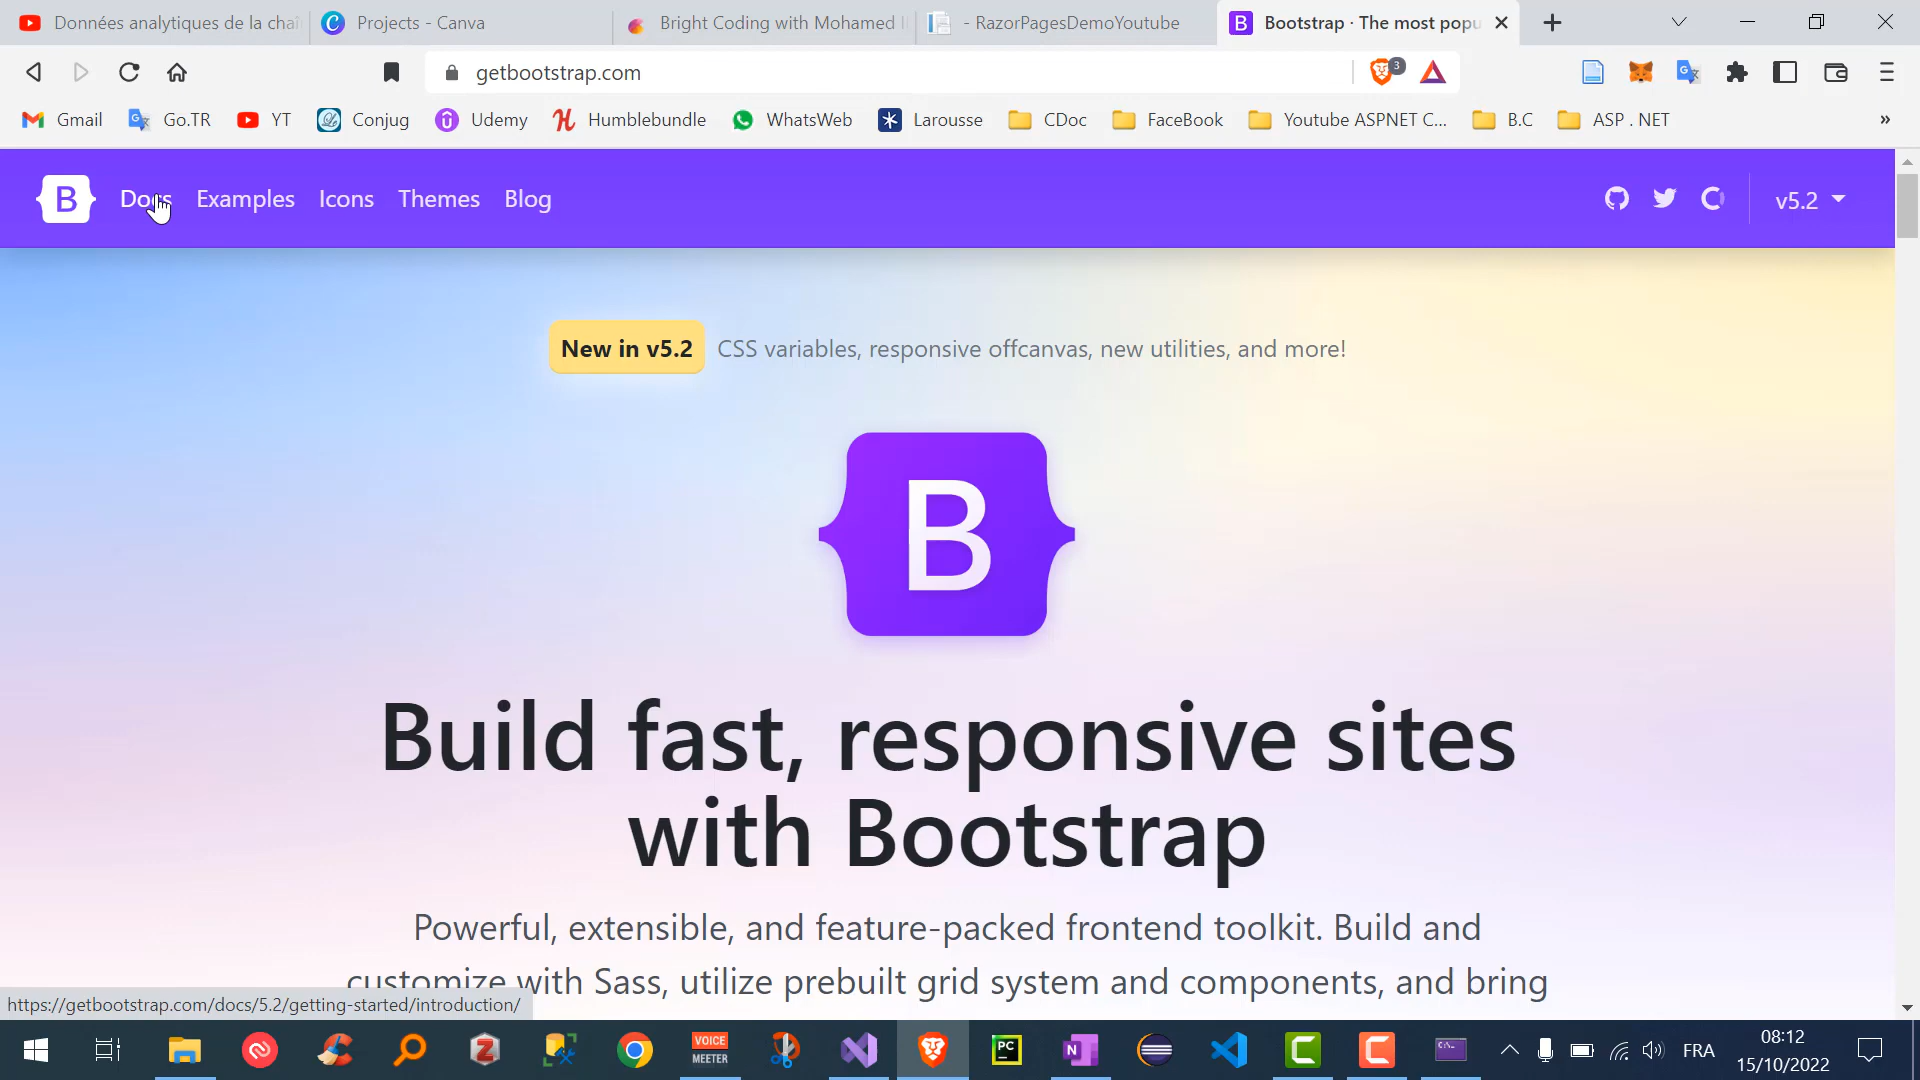 Données analytiques de la chaî
Projects - Canva
Bright Coding with Mohamed I
- RazorPagesDemoYoutube
Bootstrap · The most popu
getbootstrap.com
3
Gmail
Go.TR
YT
Conjug
Udemy
Humblebundle
WhatsWeb
Larousse
CDoc
FaceBook
Youtube ASPNET C...
B.C
ASP . NET
»
B
Docs
Examples
Icons
Themes
Blog
v5.2
New in v5.2
CSS variables, responsive offcanvas, new utilities, and more!
B
Build fast, responsive sites
with Bootstrap
Powerful, extensible, and feature-packed frontend toolkit. Build and
customize with Sass, utilize prebuilt grid system and components, and bring
https://getbootstrap.com/docs/5.2/getting-started/introduction/
VOICE
MEETER
PC
N
FRA
08:12
15/10/2022